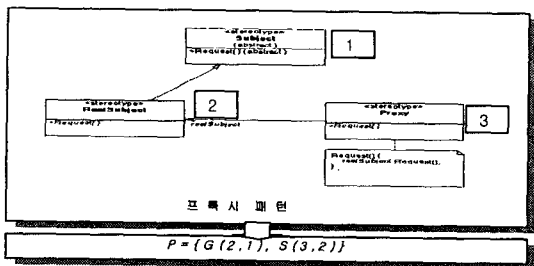 «stereotype»
Subject
(abstract)
+Request() (abstract)
1
«stereotype»
RealSubject
+Request()
2
realSubject
«stereotype»
Proxy
+Request()
3
Request() {
realSubject.Request();
}
프록시 패턴
P = { G(2,1), S(3,2)}